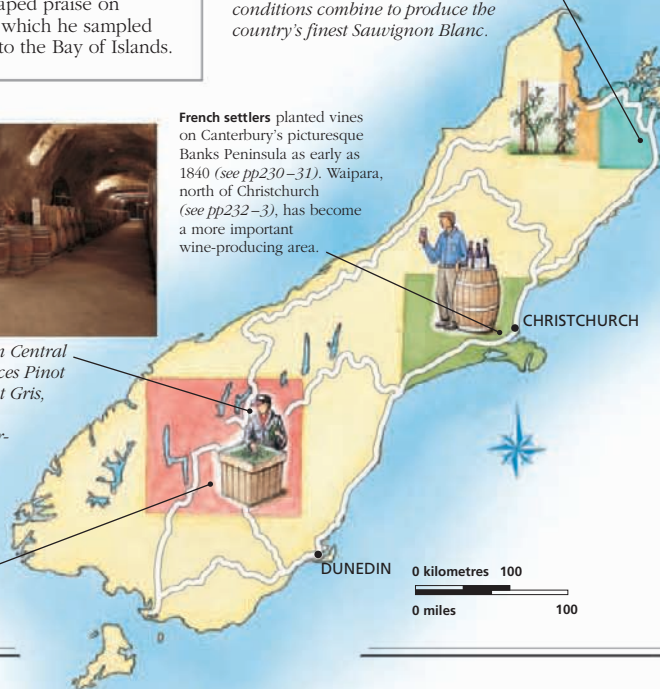 aped praise on
which he sampled
to the Bay of Islands.
conditions combine to produce the
country's finest Sauvignon Blanc.
French settlers planted vines
on Canterbury's picturesque
Banks Peninsula as early as
1840 (see pp230–31). Waipara,
north of Christchurch
(see pp232–3), has become
a more important
wine-producing area.
CHRISTCHURCH
n Central
ces Pinot
t Gris,
r-
DUNEDIN
0 kilometres 100
0 miles 100